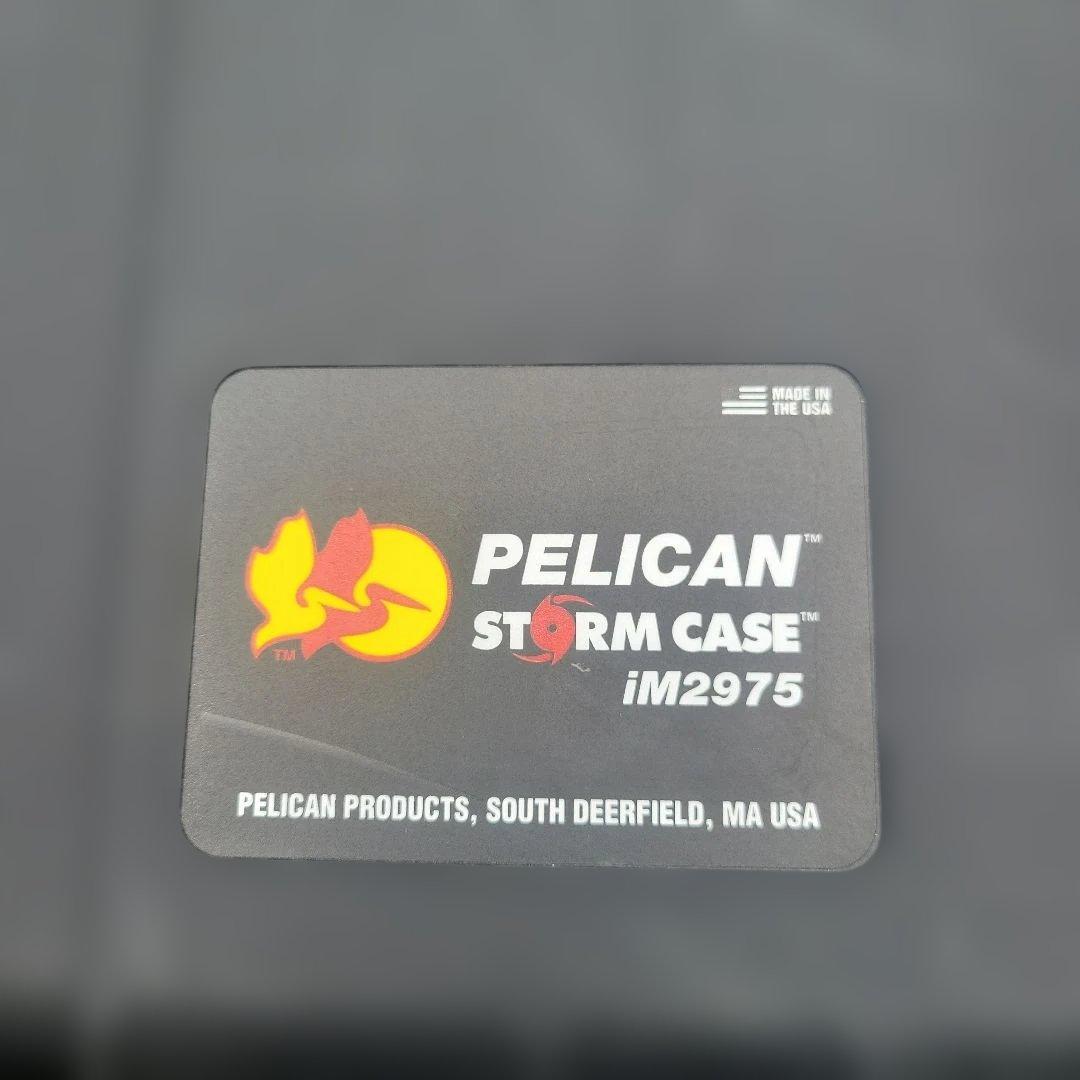 MADE IN
THE USA
PELICAN™
STORM CASE™
iM2975
TM
PELICAN PRODUCTS, SOUTH DEERFIELD, MA USA